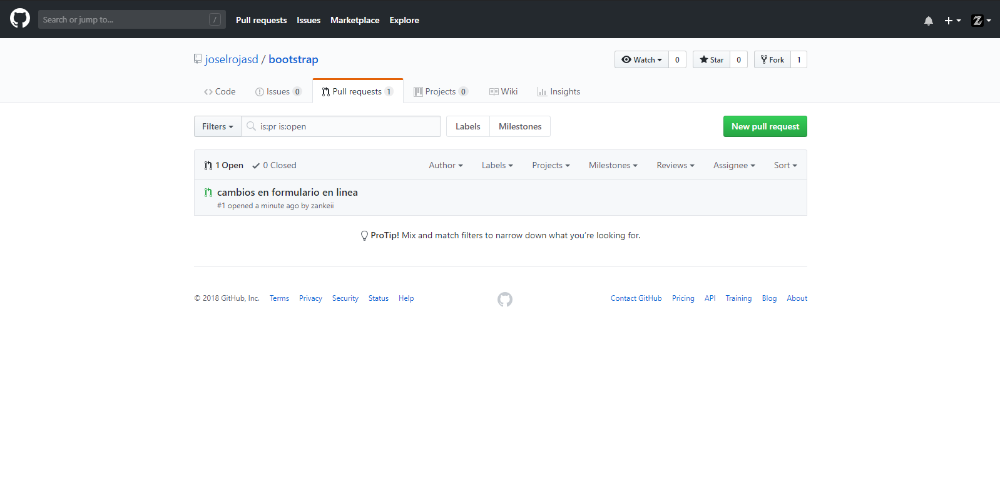 Search or jump to... /
Pull requests Issues Marketplace Explore
joselrojasd / bootstrap
Watch 0 Star 0 Fork 1
Code Issues 0 Pull requests 1 Projects 0 Wiki Insights
Filters is:pr is:open Labels Milestones New pull request
1 Open 0 Closed Author Labels Projects Milestones Reviews Assignee Sort
cambios en formulario en linea
#1 opened a minute ago by zankeii
ProTip! Mix and match filters to narrow down what you’re looking for.
© 2018 GitHub, Inc. Terms Privacy Security Status Help Contact GitHub Pricing API Training Blog About